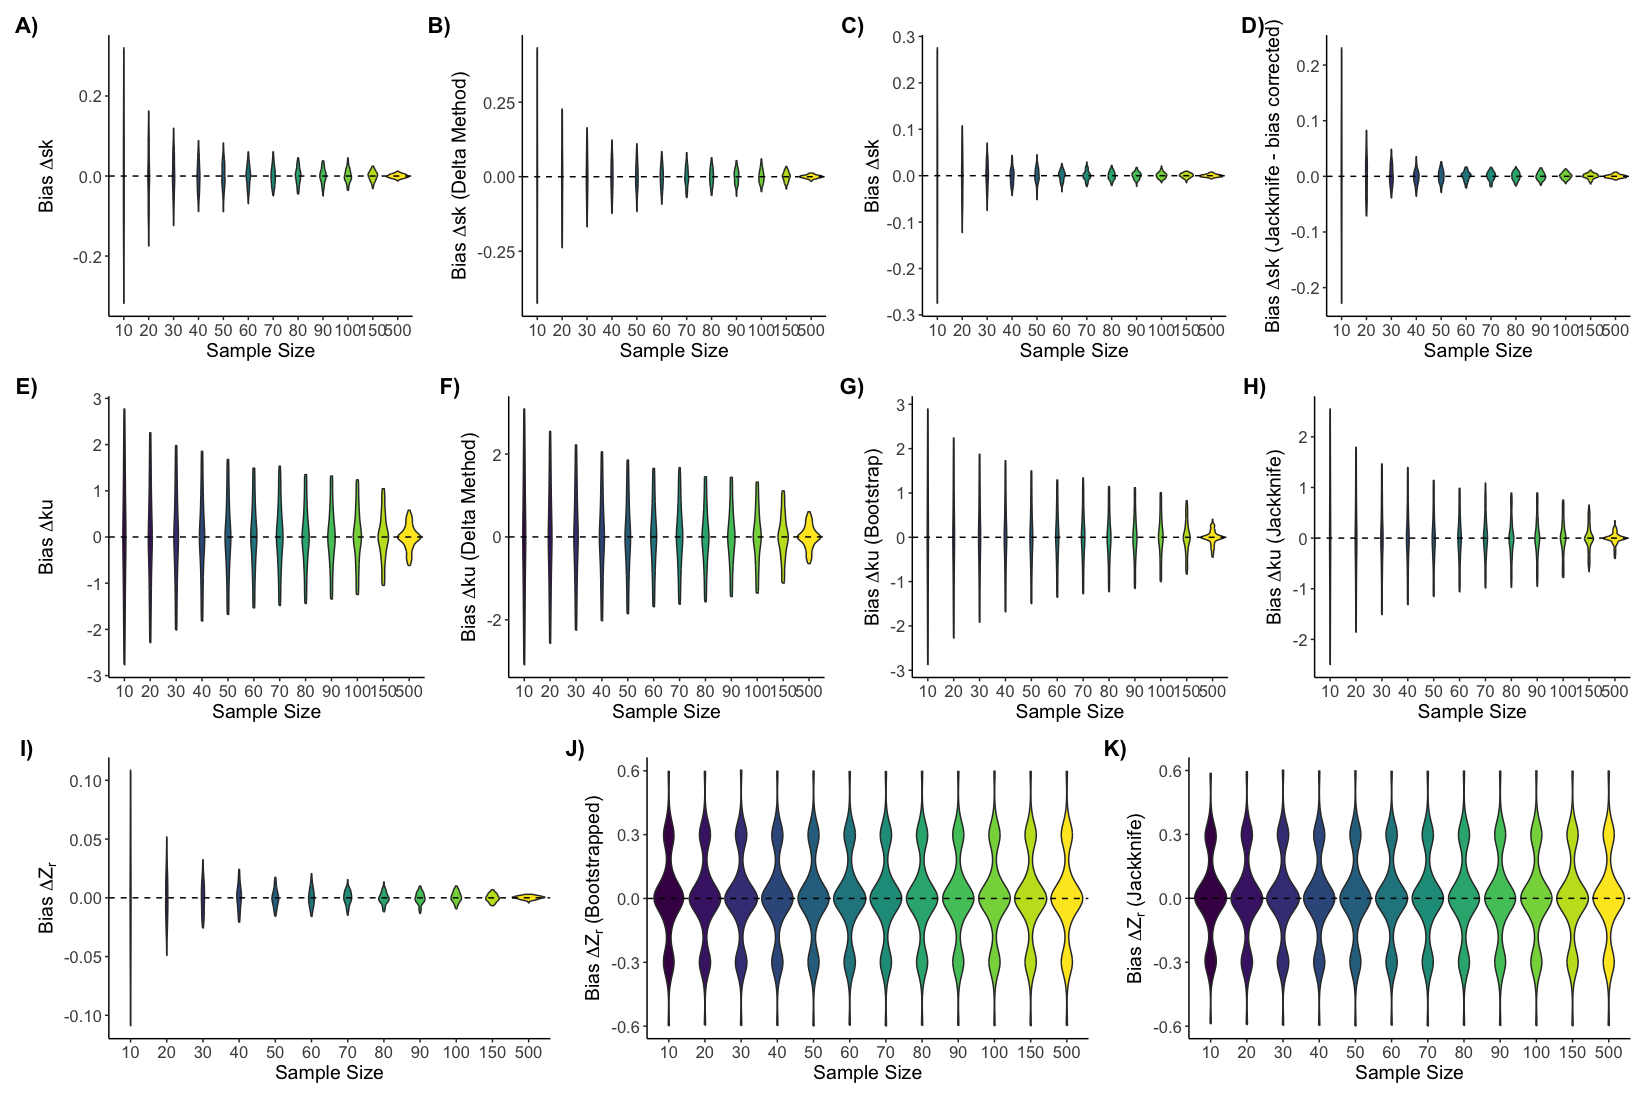 A)
Bias Δsk
0.2
0.0
-0.2
10 20 30 40 50 60 70 80 90 100 150 500
Sample Size
B)
Bias Δsk (Delta Method)
0.25
0.00
-0.25
10 20 30 40 50 60 70 80 90 100 150 500
Sample Size
C)
Bias Δsk
0.3
0.2
0.1
0.0
-0.1
-0.2
-0.3
10 20 30 40 50 60 70 80 90 100 150 500
Sample Size
D)
Bias Δsk (Jackknife - bias corrected)
0.2
0.1
0.0
-0.1
-0.2
10 20 30 40 50 60 70 80 90 100 150 500
Sample Size
E)
Bias Δku
3
2
1
0
-1
-2
-3
10 20 30 40 50 60 70 80 90 100 150 500
Sample Size
F)
Bias Δku (Delta Method)
2
0
-2
10 20 30 40 50 60 70 80 90 100 150 500
Sample Size
G)
Bias Δku (Bootstrap)
3
2
1
0
-1
-2
-3
10 20 30 40 50 60 70 80 90 100 150 500
Sample Size
H)
Bias Δku (Jackknife)
2
1
0
-1
-2
10 20 30 40 50 60 70 80 90 100 150 500
Sample Size
I)
Bias ΔZr
0.10
0.05
0.00
-0.05
-0.10
10 20 30 40 50 60 70 80 90 100 150 500
Sample Size
J)
Bias ΔZr (Bootstrapped)
0.6
0.3
0.0
-0.3
-0.6
10 20 30 40 50 60 70 80 90 100 150 500
Sample Size
K)
Bias ΔZr (Jackknife)
0.6
0.3
0.0
-0.3
-0.6
10 20 30 40 50 60 70 80 90 100 150 500
Sample Size